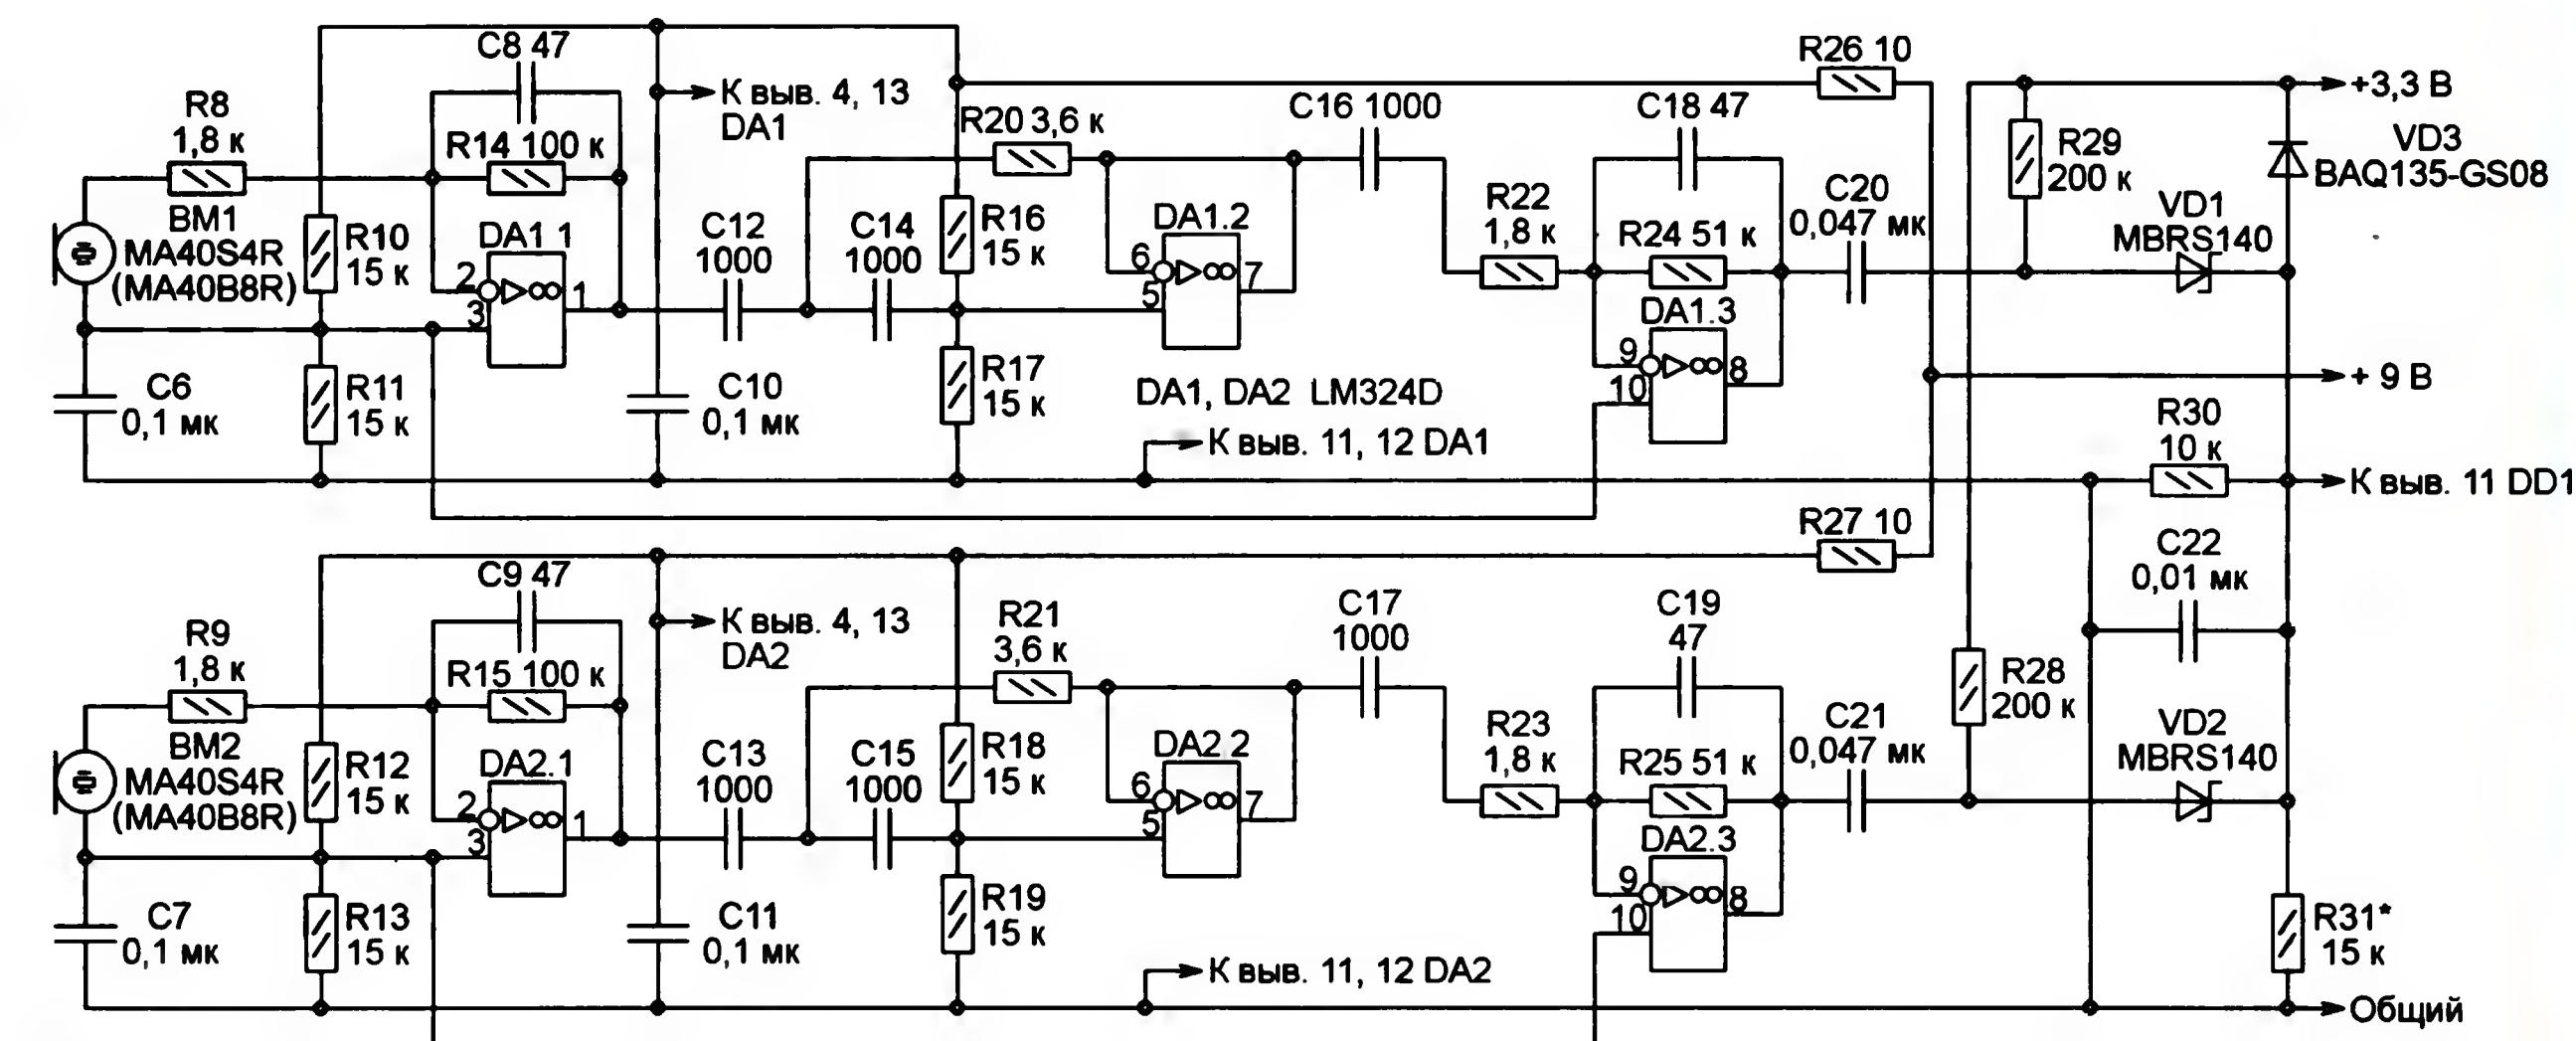 C8 47
R26 10
R8
1,8 к
К выв. 4, 13
DA1
+3,3 В
R14 100 к
R20 3,6 к
C16 1000
C18 47
R29
200 к
VD3
BAQ135-GS08
BM1
MA40S4R
(MA40B8R)
R10
15 к
DA1.1
2
3
1
C12
1000
C14
1000
R16
15 к
DA1.2
6
5
7
R22
1,8 к
R24 51 к
C20
0,047 мк
VD1
MBRS140
DA1.3
9
10
8
C6
0,1 мк
R11
15 к
C10
0,1 мк
R17
15 к
DA1, DA2 LM324D
+ 9 В
К выв. 11, 12 DA1
R30
10 к
К выв. 11 DD1
R27 10
C9 47
C22
0,01 мк
R9
1,8 к
К выв. 4, 13
DA2
R15 100 к
R21
3,6 к
C17
1000
C19
47
R28
200 к
BM2
MA40S4R
(MA40B8R)
R12
15 к
DA2.1
2
3
1
C13
1000
C15
1000
R18
15 к
DA2.2
6
5
7
R23
1,8 к
R25 51 к
C21
0,047 мк
VD2
MBRS140
DA2.3
9
10
8
C7
0,1 мк
R13
15 к
C11
0,1 мк
R19
15 к
К выв. 11, 12 DA2
R31*
15 к
Общий